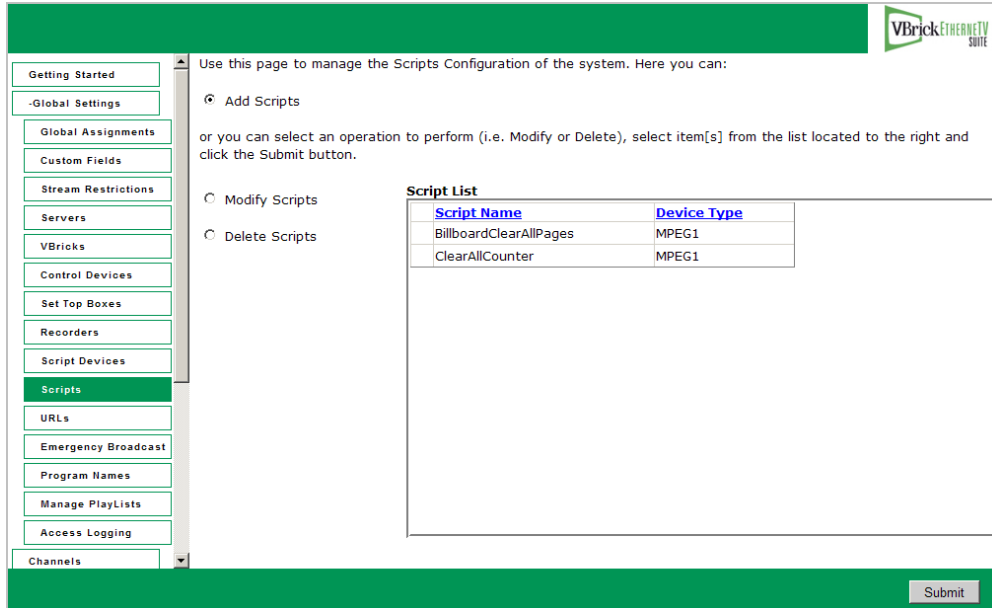 VBrick ETHERNETV
SUITE
Getting Started
-Global Settings
Global Assignments
Custom Fields
Stream Restrictions
Servers
VBricks
Control Devices
Set Top Boxes
Recorders
Script Devices
Scripts
URLs
Emergency Broadcast
Program Names
Manage PlayLists
Access Logging
Channels
Use this page to manage the Scripts Configuration of the system. Here you can:
Add Scripts
or you can select an operation to perform (i.e. Modify or Delete), select item[s] from the list located to the right and
click the Submit button.
Modify Scripts
Delete Scripts
Script List
Script Name Device Type
BillboardClearAllPages MPEG1
ClearAllCounter MPEG1
Submit